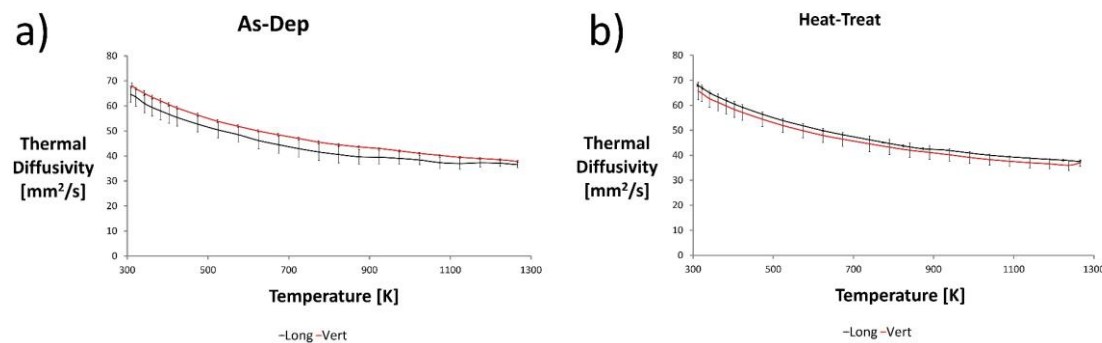 a)
As-Dep
80
70
60
50
40
30
20
10
0
Thermal
Diffusivity
[mm²/s]
300 500 700 900 1100 1300
Temperature [K]
Long Vert
b)
Heat-Treat
80
70
60
50
40
30
20
10
0
Thermal
Diffusivity
[mm²/s]
300 500 700 900 1100 1300
Temperature [K]
Long Vert